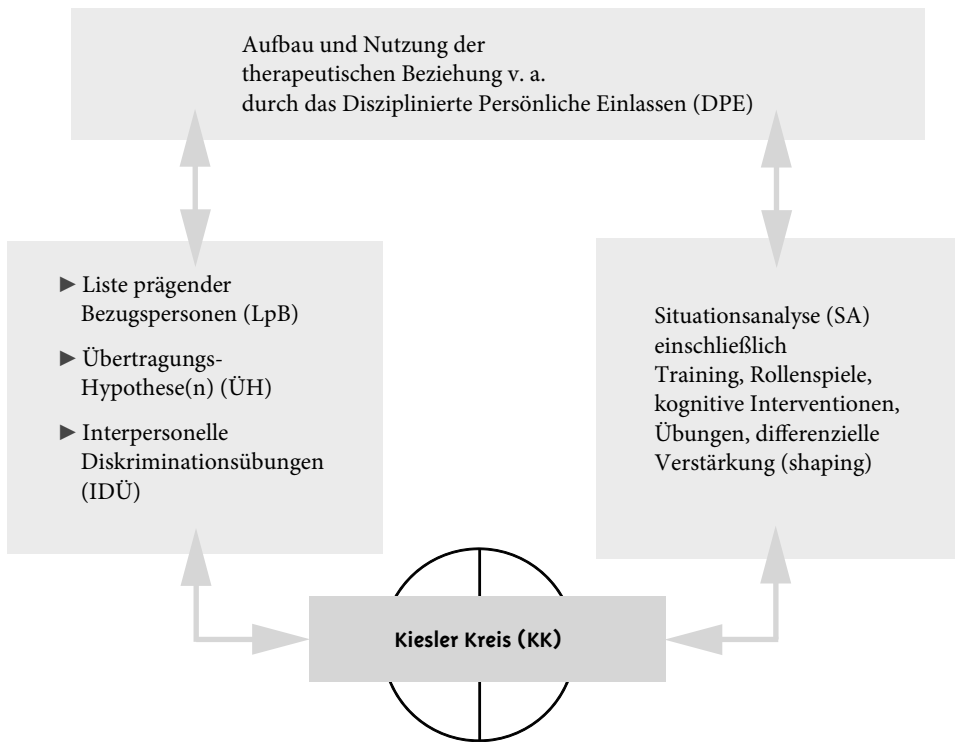 Aufbau und Nutzung der
therapeutischen Beziehung v. a.
durch das Disziplinierte Persönliche Einlassen (DPE)
► Liste prägender
Bezugspersonen (LpB)
► Übertragungs-
Hypothese(n) (ÜH)
► Interpersonelle
Diskriminationsübungen
(IDÜ)
Situationsanalyse (SA)
einschließlich
Training, Rollenspiele,
kognitive Interventionen,
Übungen, differenzielle
Verstärkung (shaping)
Kiesler Kreis (KK)